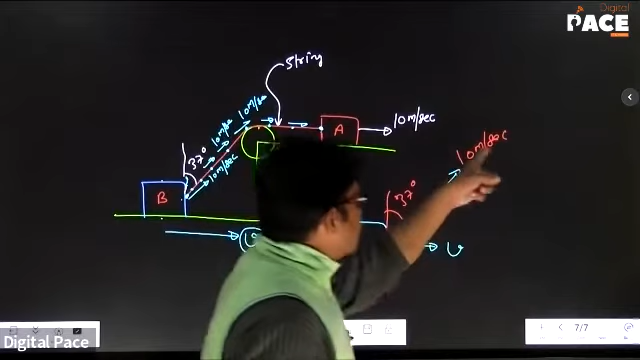 Digital
PACE
String
10m/sec
10m/sec
10m/sec
A
10m/sec
37°
10m/sec
B
37°
v
7/7
Digital Pace